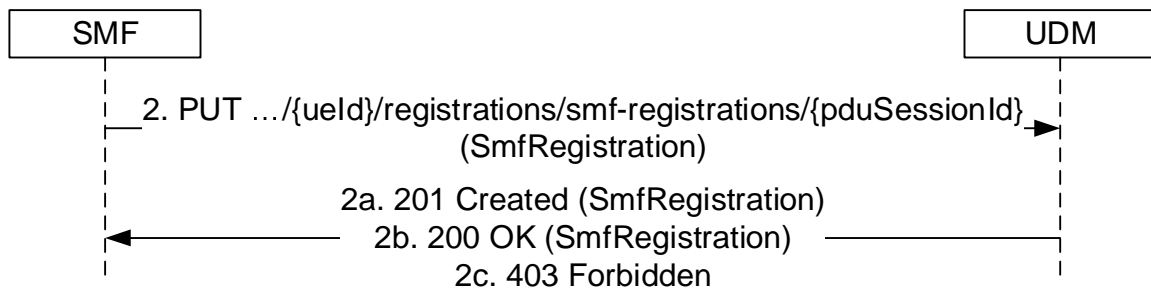 SMF
UDM
2. PUT …/{ueId}/registrations/smf-registrations/{pduSessionId}
(SmfRegistration)
2a. 201 Created (SmfRegistration)
2b. 200 OK (SmfRegistration)
2c. 403 Forbidden